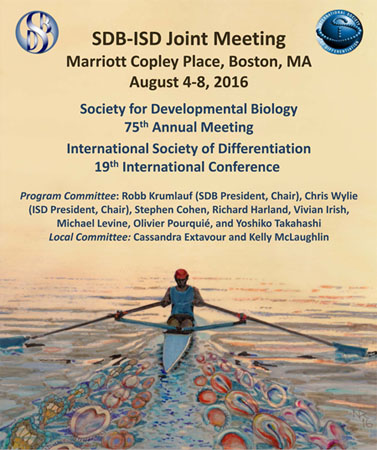 SDB-ISD Joint Meeting
Marriott Copley Place, Boston, MA
August 4-8, 2016
Society for Developmental Biology
75th Annual Meeting
International Society of Differentiation
19th International Conference
Program Committee: Robb Krumlauf (SDB President, Chair), Chris Wylie
(ISD President, Chair), Stephen Cohen, Richard Harland, Vivian Irish,
Michael Levine, Olivier Pourquié, and Yoshiko Takahashi
Local Committee: Cassandra Extavour and Kelly McLaughlin